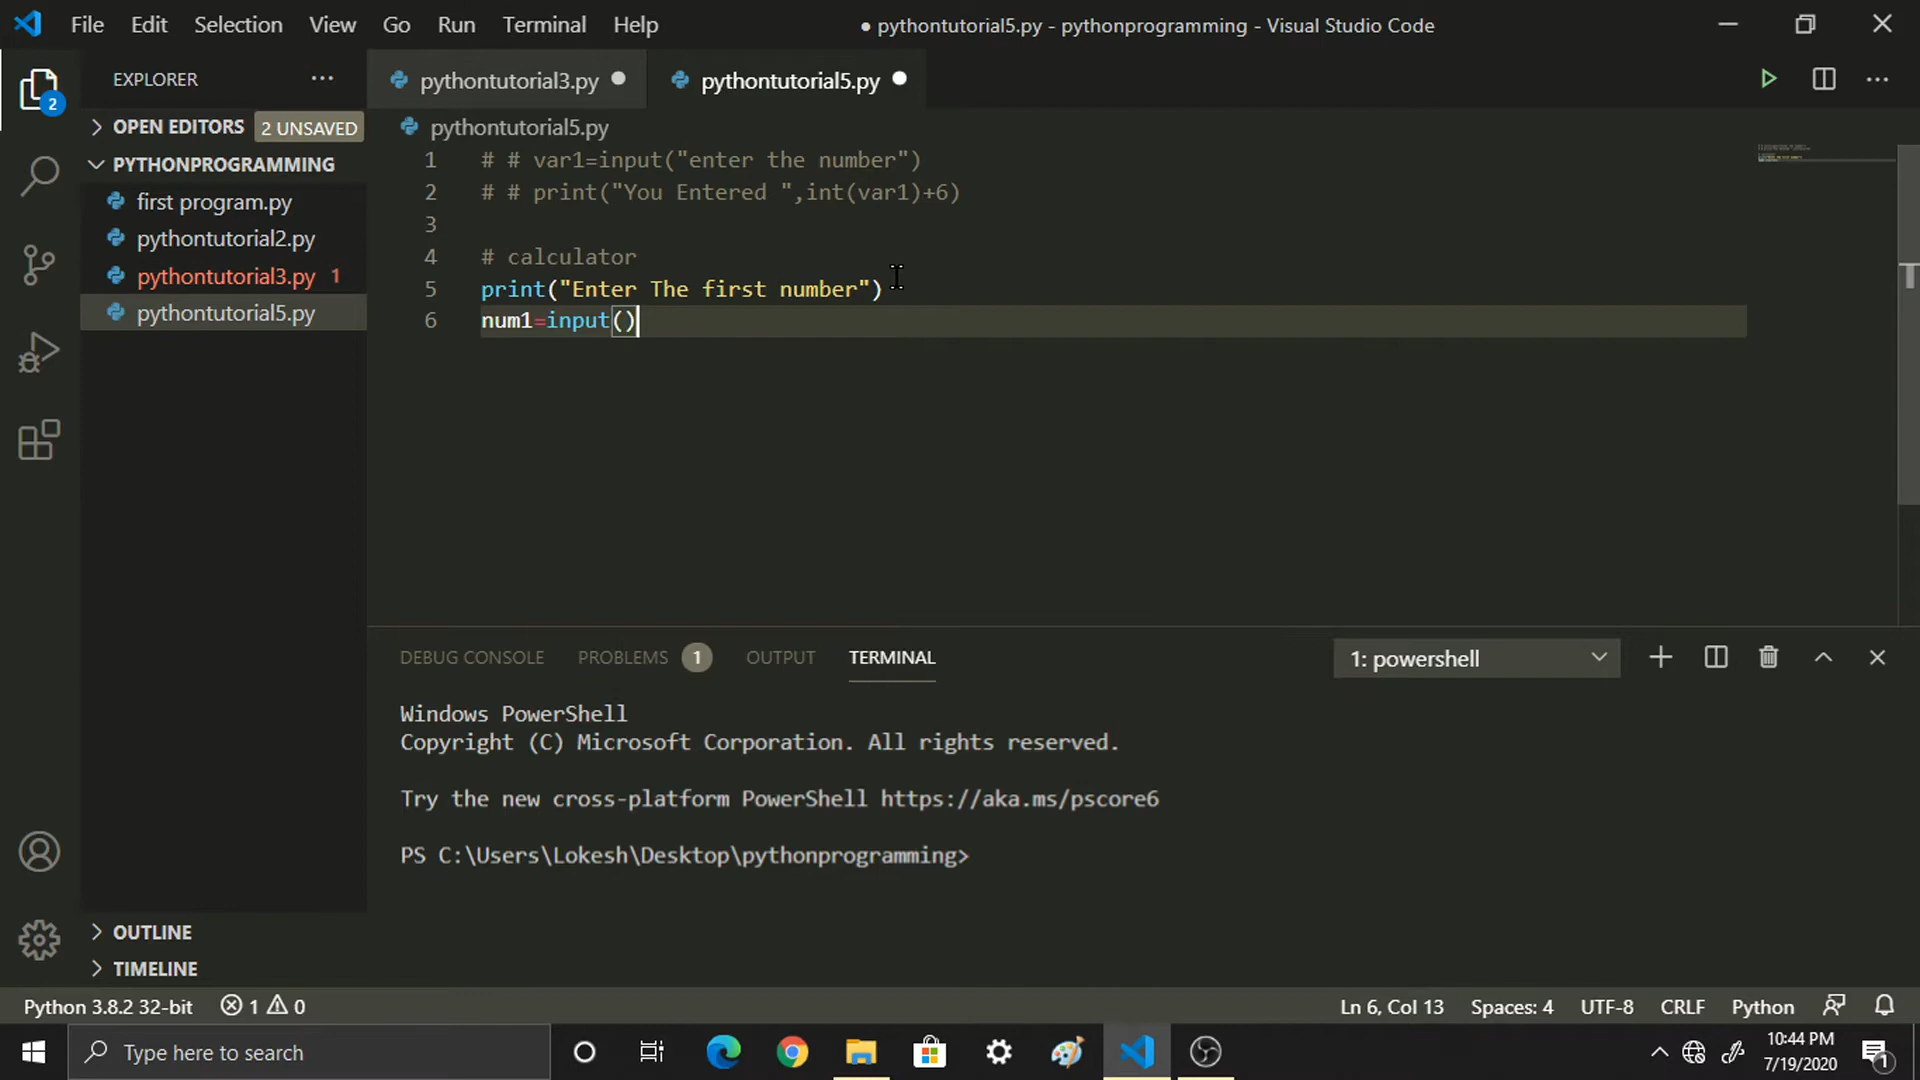 File Edit Selection View Go Run Terminal Help ● pythontutorial5.py - pythonprogramming - Visual Studio Code
EXPLORER ... pythontutorial3.py pythontutorial5.py
OPEN EDITORS 2 UNSAVED
pythontutorial5.py
PYTHONPROGRAMMING
first program.py
pythontutorial2.py
pythontutorial3.py 1
pythontutorial5.py
2
1 # # var1=input("enter the number")
2 # # print("You Entered ",int(var1)+6)
3
4 # calculator
5 print("Enter The first number")
6 num1=input()
DEBUG CONSOLE PROBLEMS 1 OUTPUT TERMINAL 1: powershell
Windows PowerShell
Copyright (C) Microsoft Corporation. All rights reserved.
Try the new cross-platform PowerShell https://aka.ms/pscore6
PS C:\Users\Lokesh\Desktop\pythonprogramming>
OUTLINE
TIMELINE
Python 3.8.2 32-bit 1 0 Ln 6, Col 13 Spaces: 4 UTF-8 CRLF Python
Type here to search
10:44 PM
7/19/2020
1